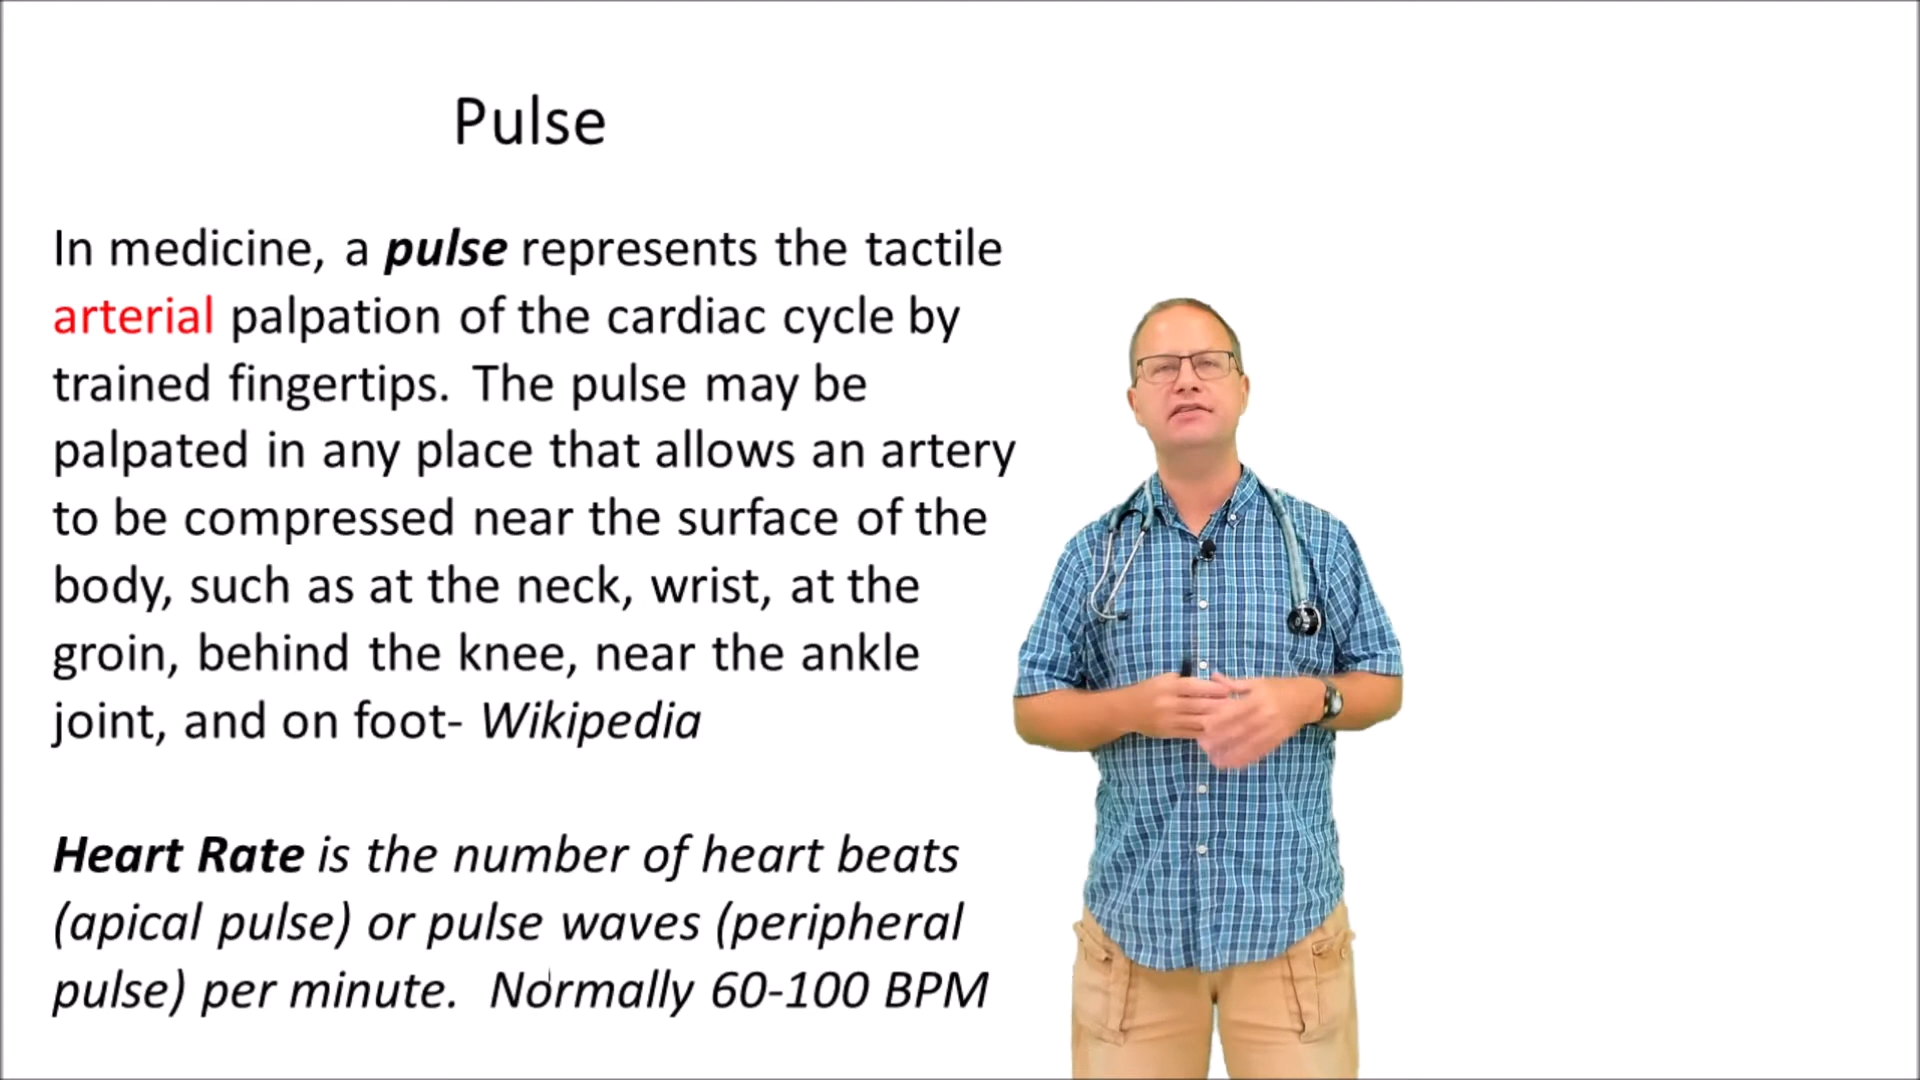 Pulse
In medicine, a pulse represents the tactile
arterial palpation of the cardiac cycle by
trained fingertips. The pulse may be
palpated in any place that allows an artery
to be compressed near the surface of the
body, such as at the neck, wrist, at the
groin, behind the knee, near the ankle
joint, and on foot- Wikipedia
Heart Rate is the number of heart beats
(apical pulse) or pulse waves (peripheral
pulse) per minute. Normally 60-100 BPM